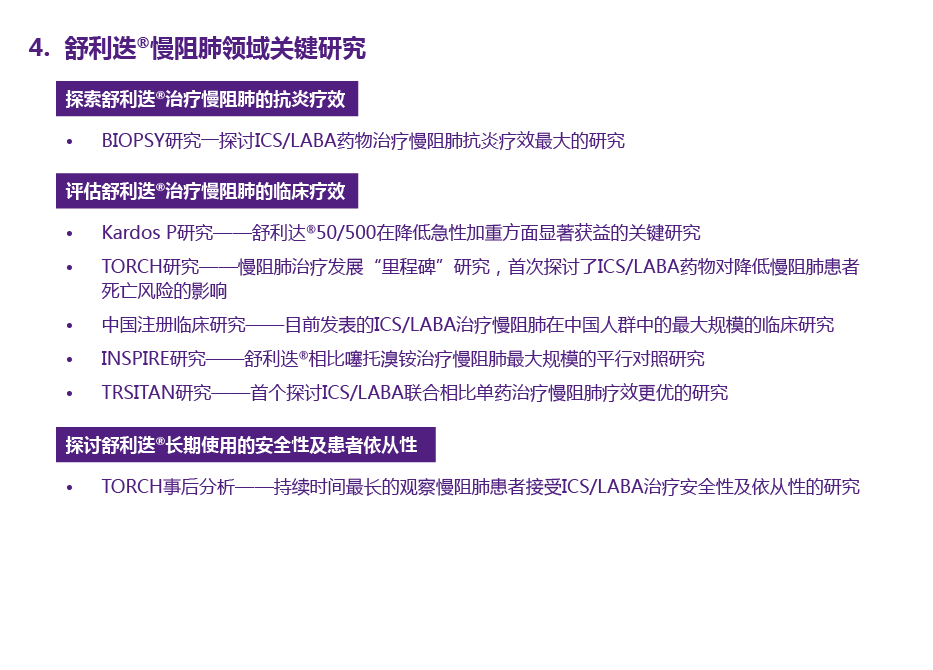 4. 舒利迭®慢阻肺领域关键研究
探索舒利迭®治疗慢阻肺的抗炎疗效
• BIOPSY研究—探讨ICS/LABA药物治疗慢阻肺抗炎疗效最大的研究
评估舒利迭®治疗慢阻肺的临床疗效
• Kardos P研究——舒利达®50/500在降低急性加重方面显著获益的关键研究
• TORCH研究——慢阻肺治疗发展“里程碑”研究，首次探讨了ICS/LABA药物对降低慢阻肺患者
死亡风险的影响
• 中国注册临床研究——目前发表的ICS/LABA治疗慢阻肺在中国人群中的最大规模的临床研究
• INSPIRE研究——舒利迭®相比噻托溴铵治疗慢阻肺最大规模的平行对照研究
• TRSITAN研究——首个探讨ICS/LABA联合相比单药治疗慢阻肺疗效更优的研究
探讨舒利迭®长期使用的安全性及患者依从性
• TORCH事后分析——持续时间最长的观察慢阻肺患者接受ICS/LABA治疗安全性及依从性的研究